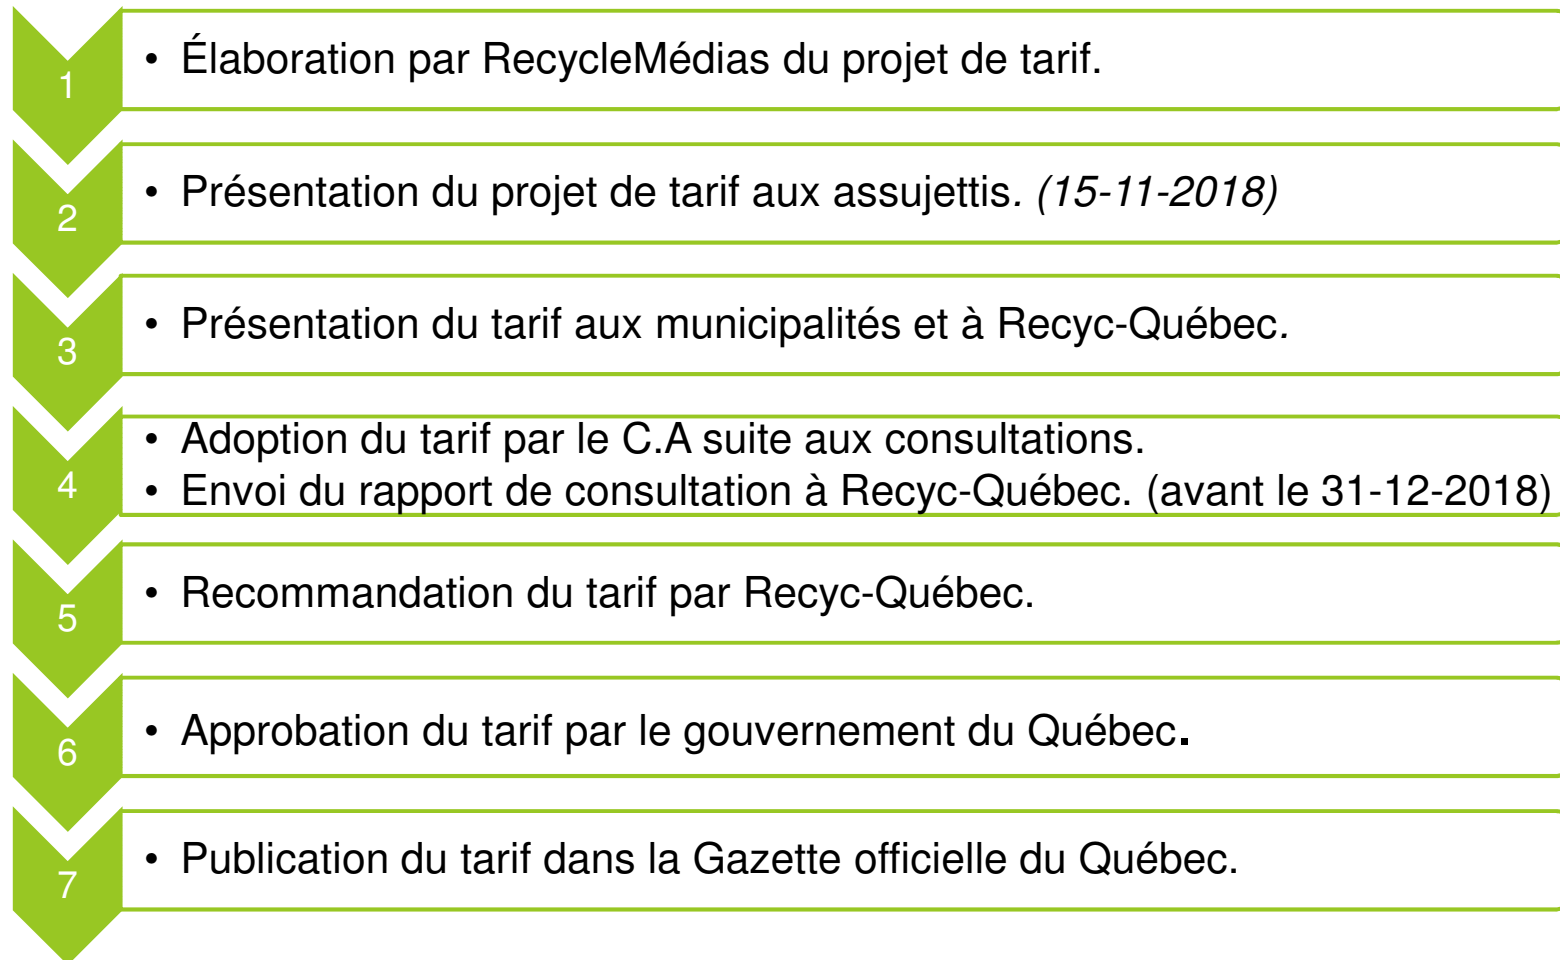 1
• Élaboration par RecycleMédias du projet de tarif.
2
• Présentation du projet de tarif aux assujettis. (15-11-2018)
3
• Présentation du tarif aux municipalités et à Recyc-Québec.
4
• Adoption du tarif par le C.A suite aux consultations.
• Envoi du rapport de consultation à Recyc-Québec. (avant le 31-12-2018)
5
• Recommandation du tarif par Recyc-Québec.
6
• Approbation du tarif par le gouvernement du Québec.
7
• Publication du tarif dans la Gazette officielle du Québec.